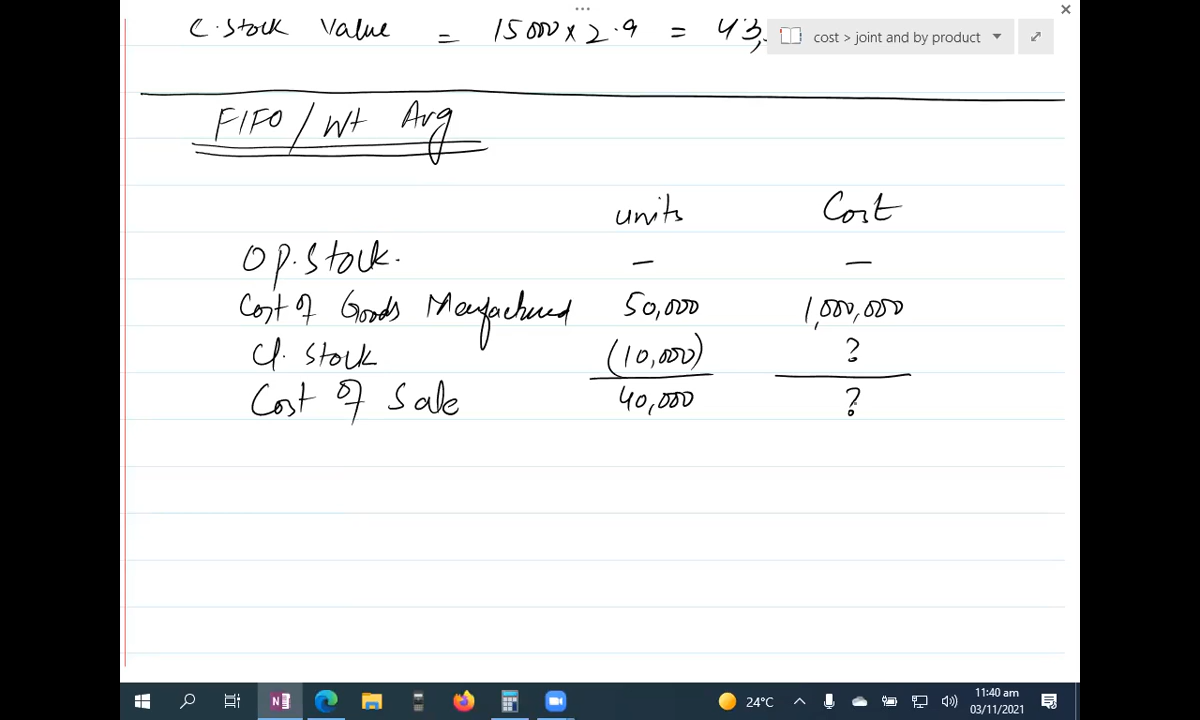 C. Stock Value = 15000 x 2.9 = 43,
cost > joint and by product
FIFO / Wt Avg
units Cost
Op. Stock. — —
Cost of Goods Manufactured 50,000 1,000,000
Cl. Stock (10,000) ?
Cost of Sale 40,000 ?
24°C
11:40 am
03/11/2021